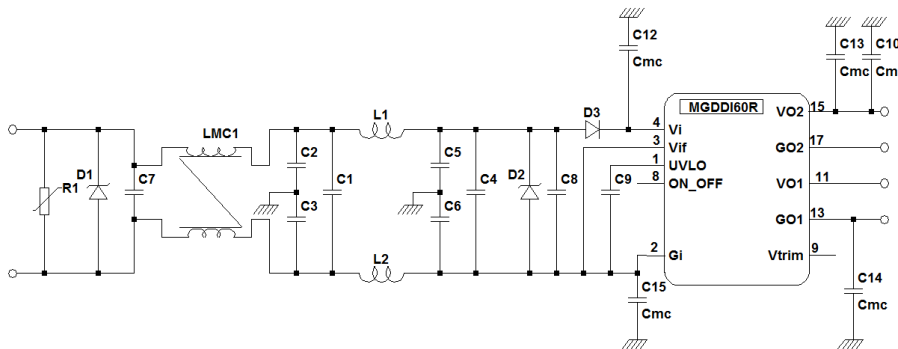 C12
Cmc
C13
Cmc
C10
Cm
MGDDI60R
VO2
15
GO2
17
VO1
11
GO1
13
Vtrim
9
4
Vi
3
Vif
1
UVLO
8
ON_OFF
2
Gi
D3
L1
LMC1
R1
D1
C7
C2
C3
C1
C5
C6
C4
D2
C8
C9
L2
C15
Cmc
C14
Cmc